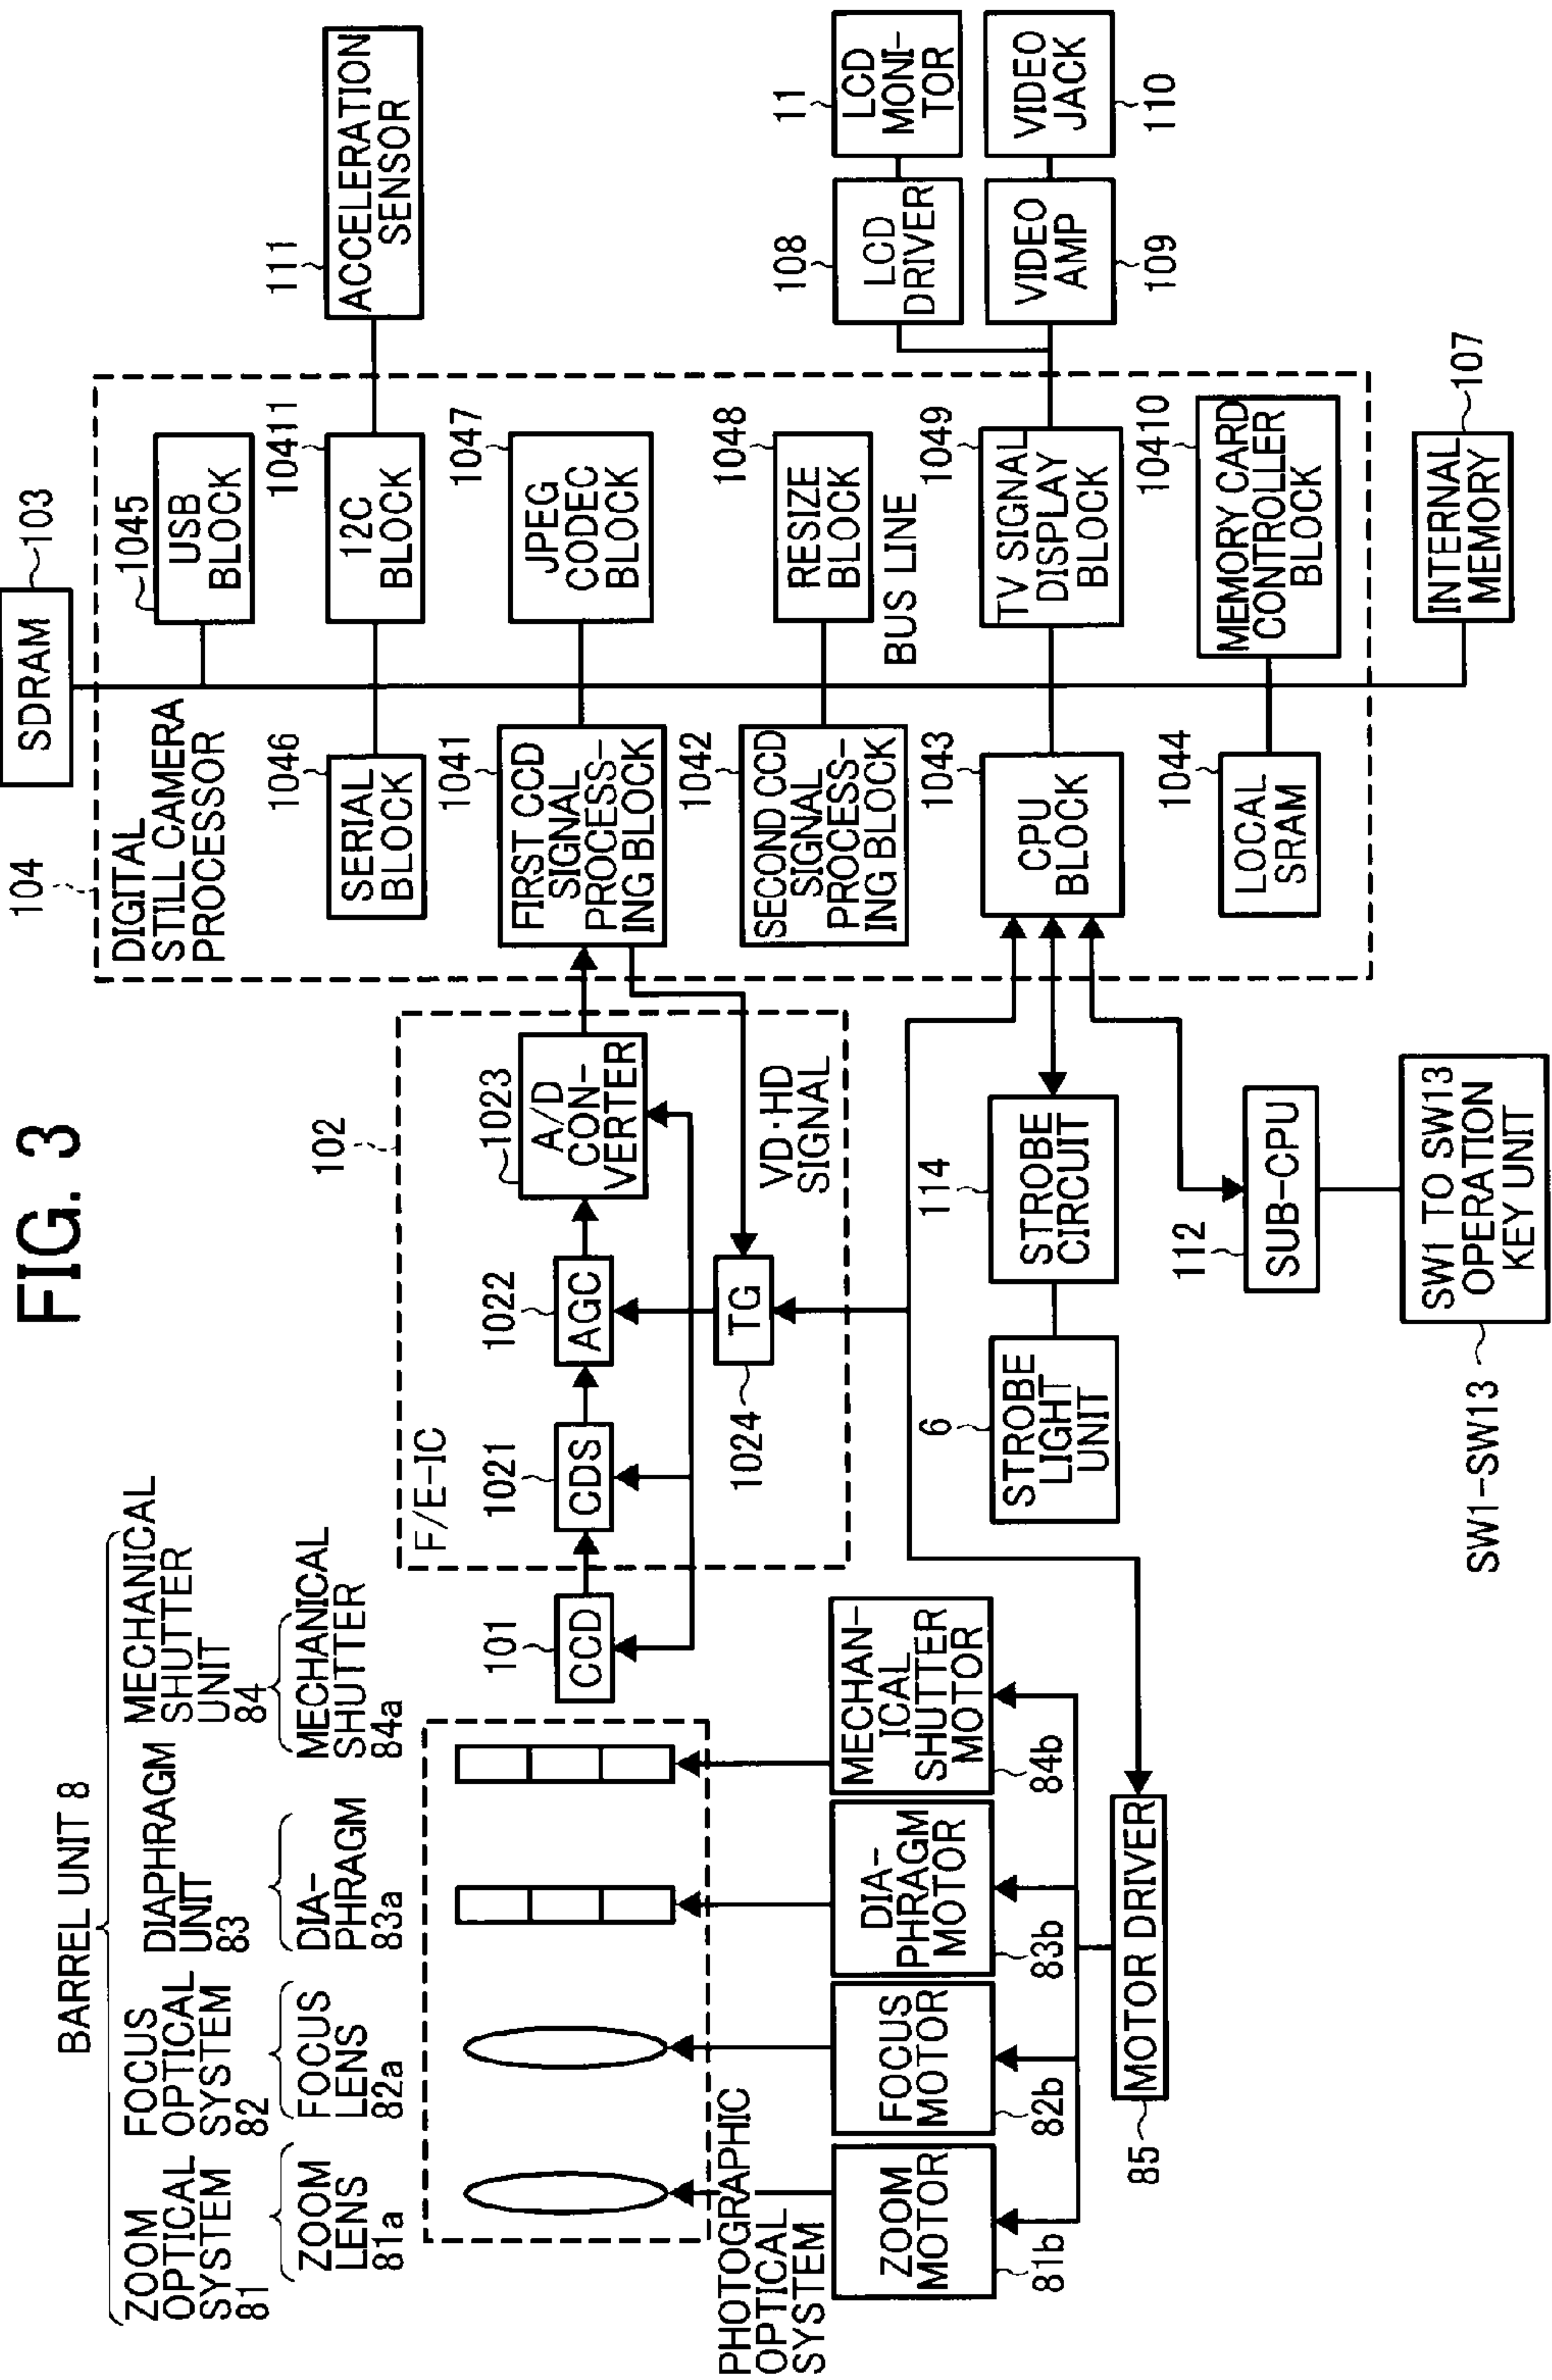 FIG. 3
BARREL UNIT 8
ZOOM
OPTICAL
SYSTEM
81
FOCUS
OPTICAL
SYSTEM
82
DIAPHRAGM
UNIT
83
MECHANICAL
SHUTTER
UNIT
84
ZOOM
LENS
81a
FOCUS
LENS
82a
DIA-
PHRAGM
83a
MECHANICAL
SHUTTER
84a
PHOTOGRAPHIC
OPTICAL
SYSTEM
ZOOM
MOTOR
81b
FOCUS
MOTOR
82b
DIA-
PHRAGM
MOTOR
83b
MECHAN-
ICAL
SHUTTER
MOTOR
84b
MOTOR DRIVER
85
101
CCD
102
F/E-IC
1021
CDS
1022
AGC
1023
A/D
CON-
VERTER
TG
1024
VD·HD
SIGNAL
6
STROBE
LIGHT
UNIT
114
STROBE
CIRCUIT
112
SUB-CPU
SW1 TO SW13
OPERATION
KEY UNIT
SW1-SW13
104
DIGITAL
STILL CAMERA
PROCESSOR
SDRAM
103
1046
SERIAL
BLOCK
1041
FIRST CCD
SIGNAL
PROCESS-
ING BLOCK
1042
SECOND CCD
SIGNAL
PROCESS-
ING BLOCK
1043
CPU
BLOCK
1044
LOCAL
SRAM
1045
USB
BLOCK
10411
12C
BLOCK
1047
JPEG
CODEC
BLOCK
1048
RESIZE
BLOCK
BUS LINE
1049
TV SIGNAL
DISPLAY
BLOCK
10410
MEMORY CARD
CONTROLLER
BLOCK
INTERNAL
MEMORY
107
111
ACCELERATION
SENSOR
108
LCD
DRIVER
11
LCD
MONI-
TOR
VIDEO
AMP
109
VIDEO
JACK
110